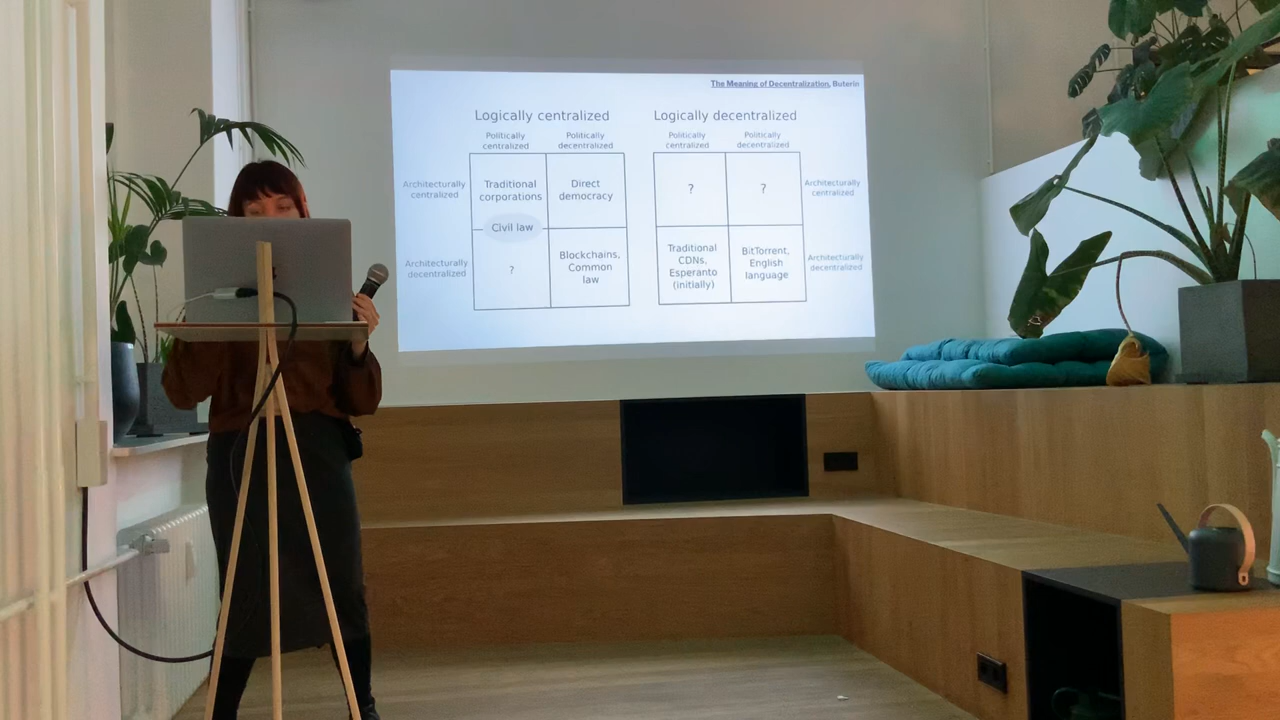 The Meaning of Decentralization, Buterin
Logically centralized
Politically centralized
Politically decentralized
Architecturally centralized
Traditional corporations
Direct democracy
Civil law
Architecturally decentralized
?
Blockchains, Common law
Logically decentralized
Politically centralized
Politically decentralized
?
?
Architecturally centralized
Traditional CDNs, Esperanto (initially)
BitTorrent, English language
Architecturally decentralized